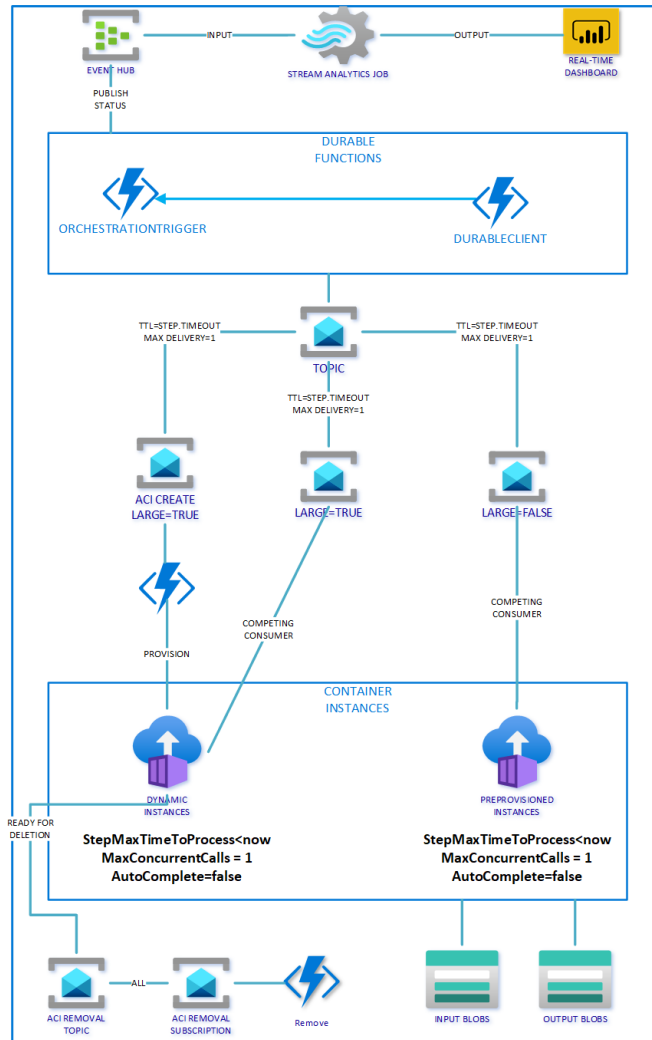 INPUT
OUTPUT
EVENT HUB
STREAM ANALYTICS JOB
REAL-TIME
DASHBOARD
PUBLISH
STATUS
DURABLE
FUNCTIONS
ORCHESTRATIONTRIGGER
DURABLECLIENT
TTL=STEP.TIMEOUT
MAX DELIVERY=1
TTL=STEP.TIMEOUT
MAX DELIVERY=1
TOPIC
TTL=STEP.TIMEOUT
MAX DELIVERY=1
ACI CREATE
LARGE=TRUE
LARGE=TRUE
LARGE=FALSE
COMPETING
CONSUMER
COMPETING
CONSUMER
PROVISION
CONTAINER
INSTANCES
DYNAMIC
INSTANCES
PREPROVISIONED
INSTANCES
READY FOR
DELETION
StepMaxTimeToProcess<now
MaxConcurrentCalls = 1
AutoComplete=false
StepMaxTimeToProcess<now
MaxConcurrentCalls = 1
AutoComplete=false
ALL
ACI REMOVAL
TOPIC
ACI REMOVAL
SUBSCRIPTION
Remove
INPUT BLOBS
OUTPUT BLOBS